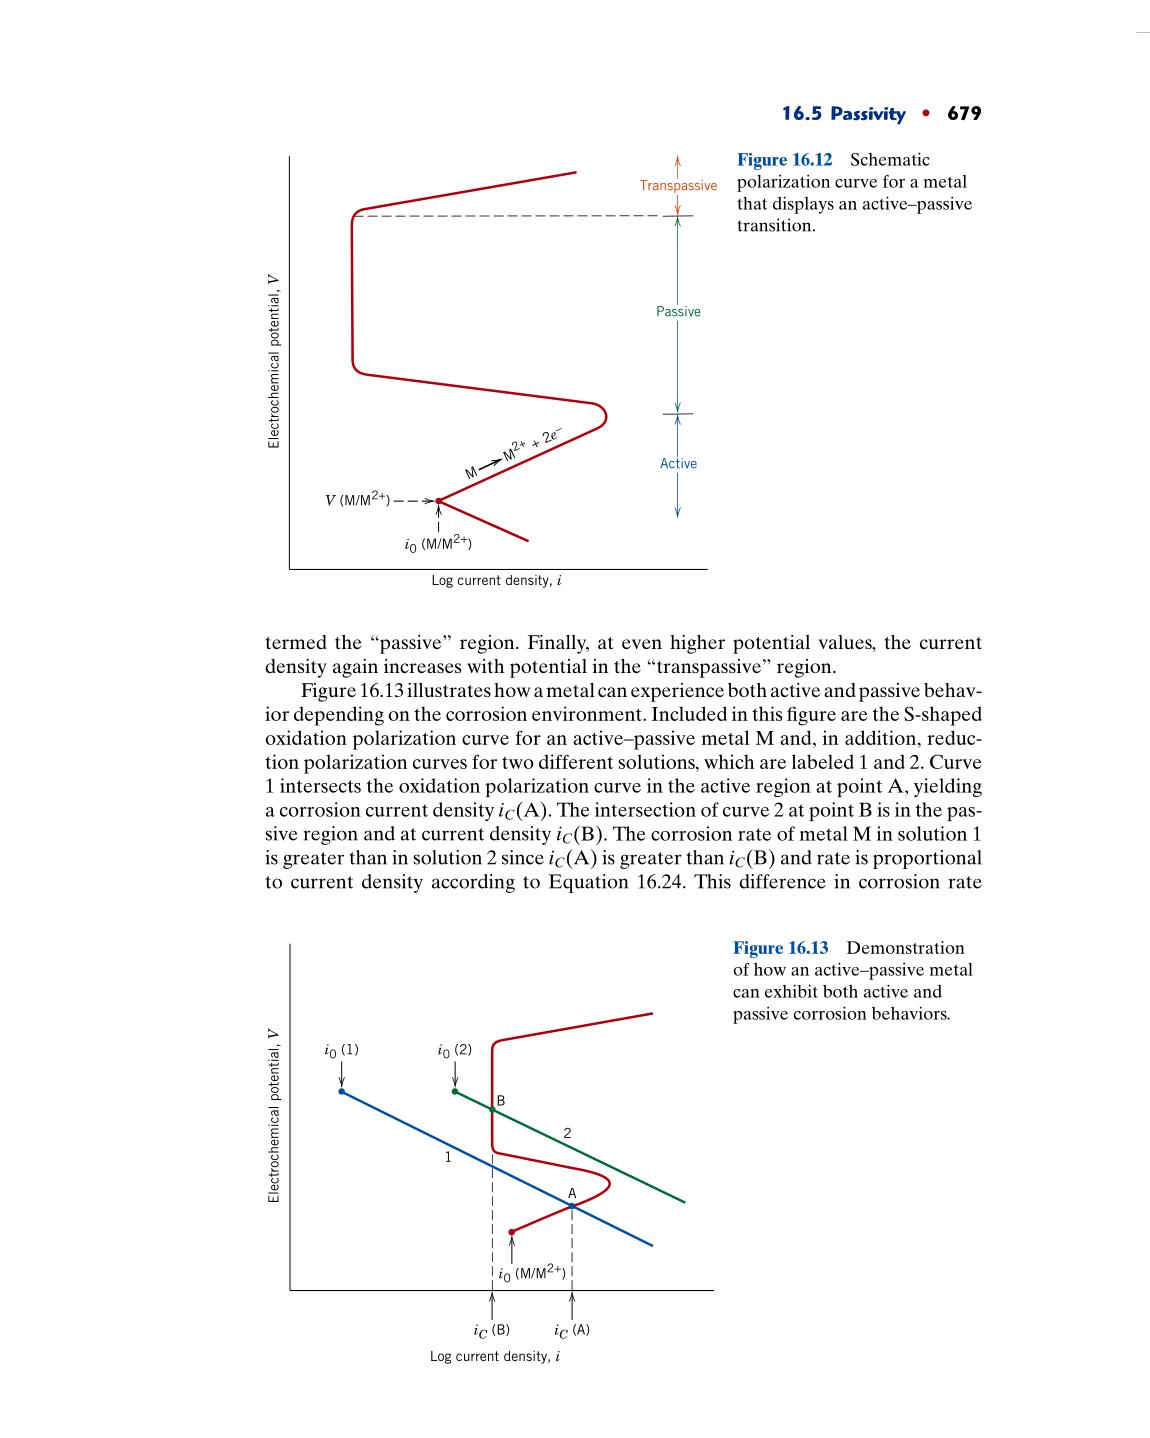 16.5 Passivity • 679
Figure 16.12 Schematic
polarization curve for a metal
that displays an active–passive
transition.
Transpassive
Passive
Active
Electrochemical potential, V
M → M²⁺ + 2e⁻
V (M/M²⁺)
i₀ (M/M²⁺)
Log current density, i
termed the “passive” region. Finally, at even higher potential values, the current
density again increases with potential in the “transpassive” region.
Figure 16.13 illustrates how a metal can experience both active and passive behav-
ior depending on the corrosion environment. Included in this figure are the S-shaped
oxidation polarization curve for an active–passive metal M and, in addition, reduc-
tion polarization curves for two different solutions, which are labeled 1 and 2. Curve
1 intersects the oxidation polarization curve in the active region at point A, yielding
a corrosion current density i_C(A). The intersection of curve 2 at point B is in the pas-
sive region and at current density i_C(B). The corrosion rate of metal M in solution 1
is greater than in solution 2 since i_C(A) is greater than i_C(B) and rate is proportional
to current density according to Equation 16.24. This difference in corrosion rate
Figure 16.13 Demonstration
of how an active–passive metal
can exhibit both active and
passive corrosion behaviors.
Electrochemical potential, V
i₀ (1)
i₀ (2)
B
2
1
A
i₀ (M/M²⁺)
i_C (B)
i_C (A)
Log current density, i